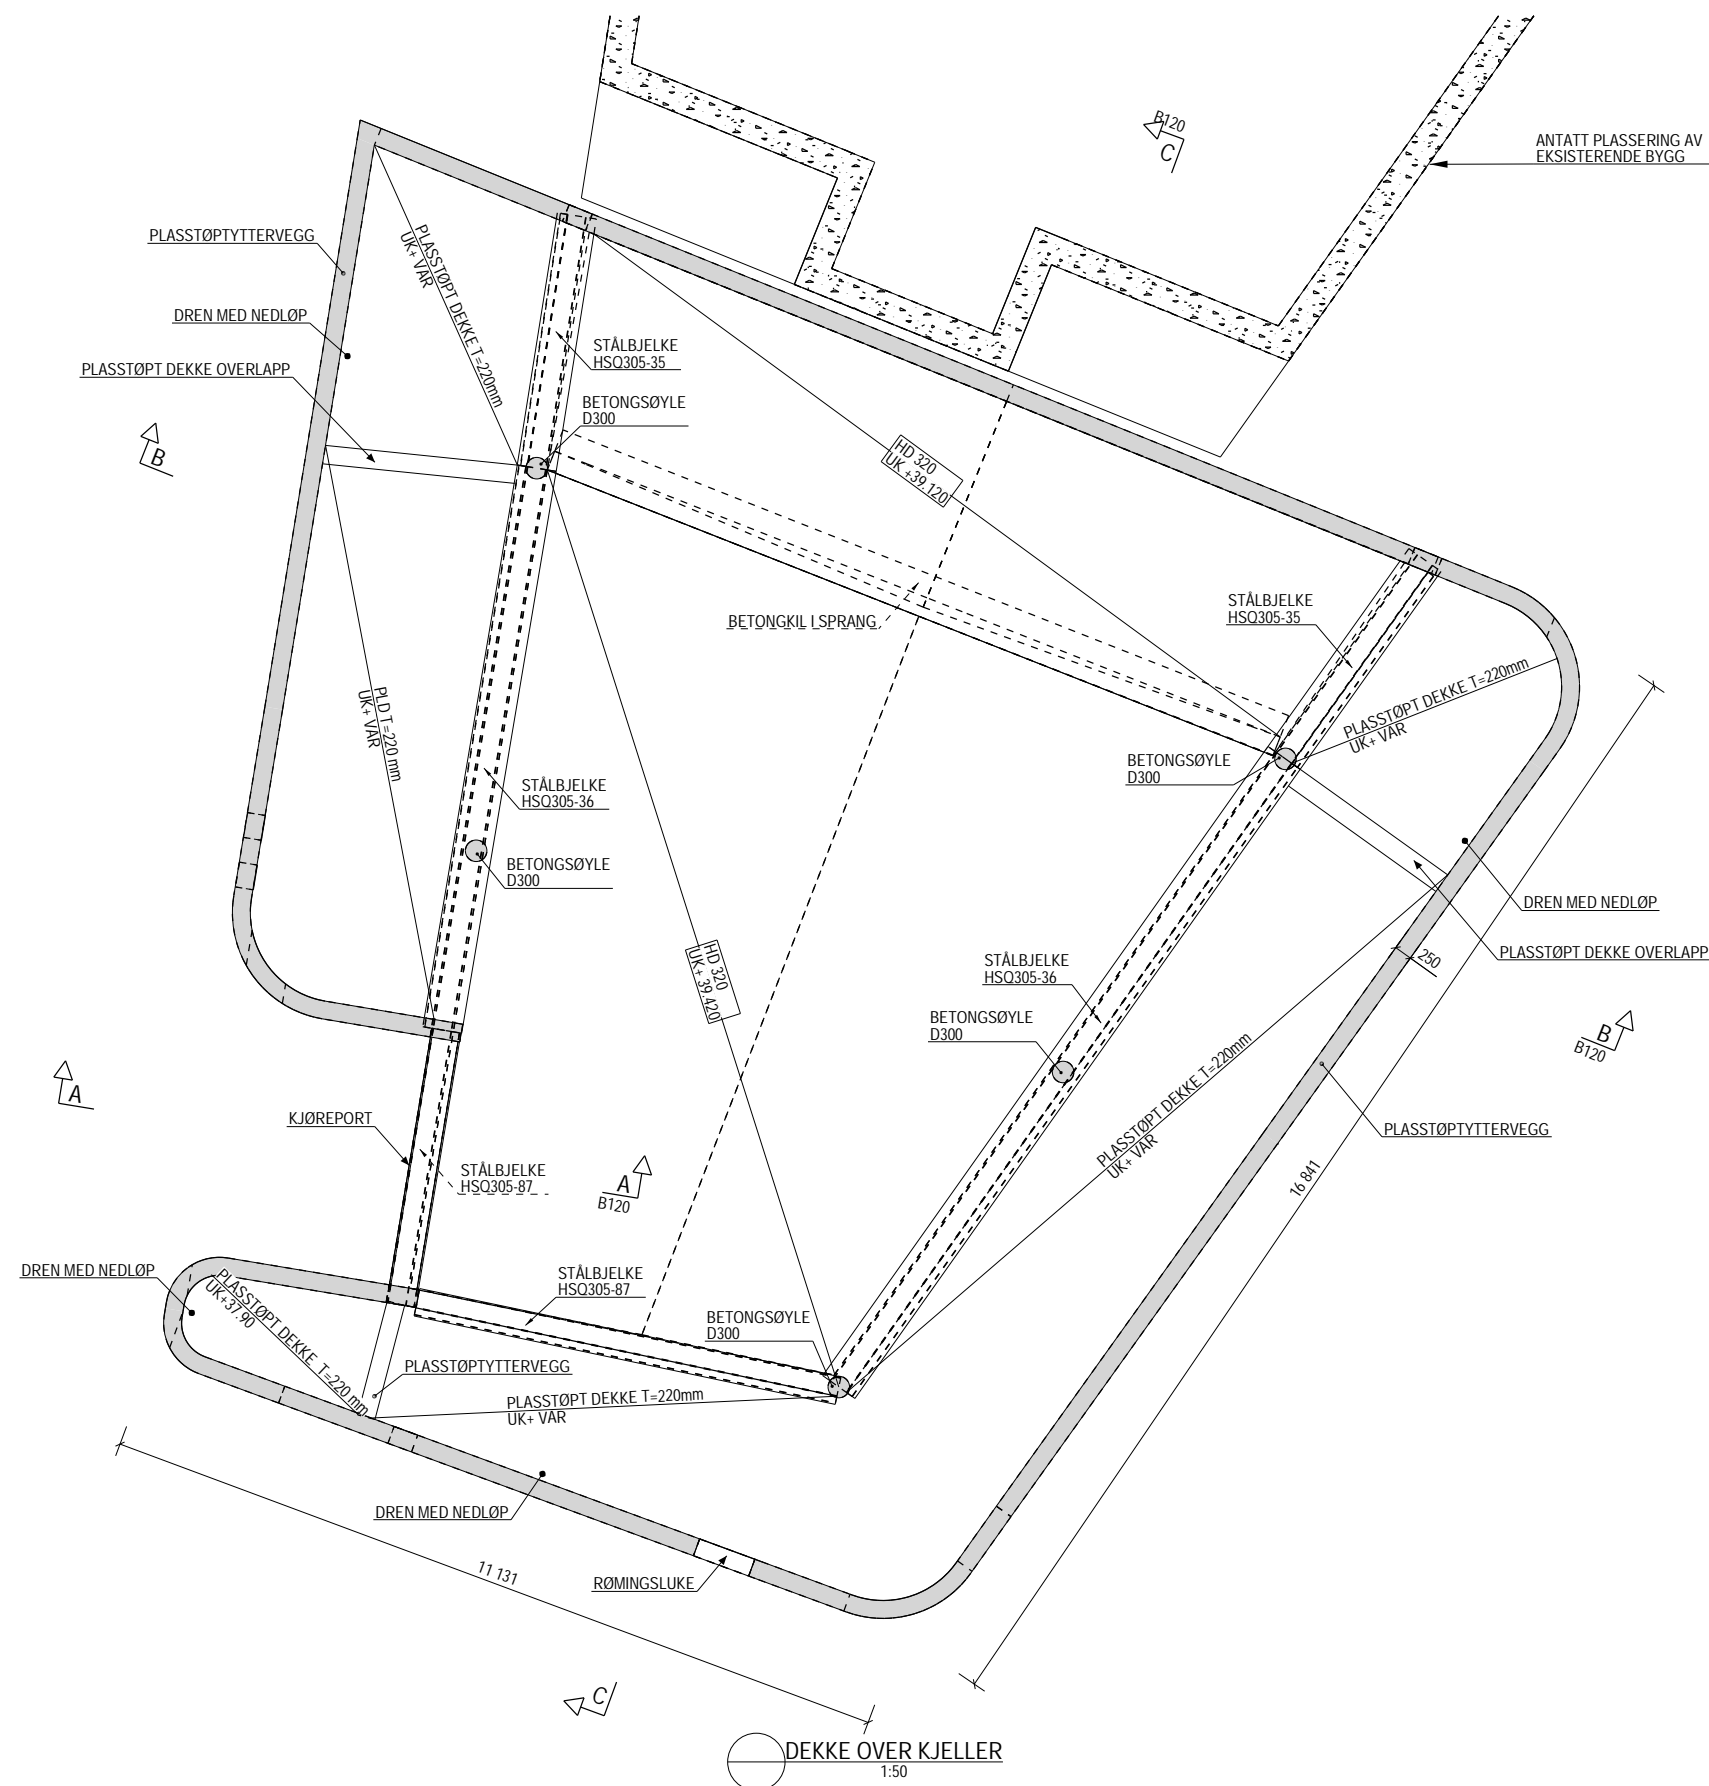 B120
C
ANTATT PLASSERING AV
EKSISTERENDE BYGG
PLASSTØPTYTTERVEGG
PLASSTØPT DEKKE T=220mm
UK+ VAR
DREN MED NEDLØP
STÅLBJELKE
HSQ305-35
PLASSTØPT DEKKE OVERLAPP
BETONGSØYLE
D300
B
HD 320
UK +39.120
STÅLBJELKE
HSQ305-35
BETONGKIL I SPRANG
PLASSTØPT DEKKE T=220mm
UK+ VAR
PLD T=220 mm
UK+ VAR
BETONGSØYLE
D300
STÅLBJELKE
HSQ305-36
BETONGSØYLE
D300
DREN MED NEDLØP
HD 320
UK+ 39.420
STÅLBJELKE
HSQ305-36
250
PLASSTØPT DEKKE OVERLAPP
BETONGSØYLE
D300
B
B120
A
PLASSTØPT DEKKE T=220mm
UK+ VAR
KJØREPORT
PLASSTØPTYTTERVEGG
STÅLBJELKE
HSQ305-87
A
B120
16 841
DREN MED NEDLØP
PLASSTØPT DEKKE T=220 mm
UK+37.90
STÅLBJELKE
HSQ305-87
BETONGSØYLE
D300
PLASSTØPTYTTERVEGG
PLASSTØPT DEKKE T=220mm
UK+ VAR
DREN MED NEDLØP
11 131
RØMINGSLUKE
C
DEKKE OVER KJELLER
1:50